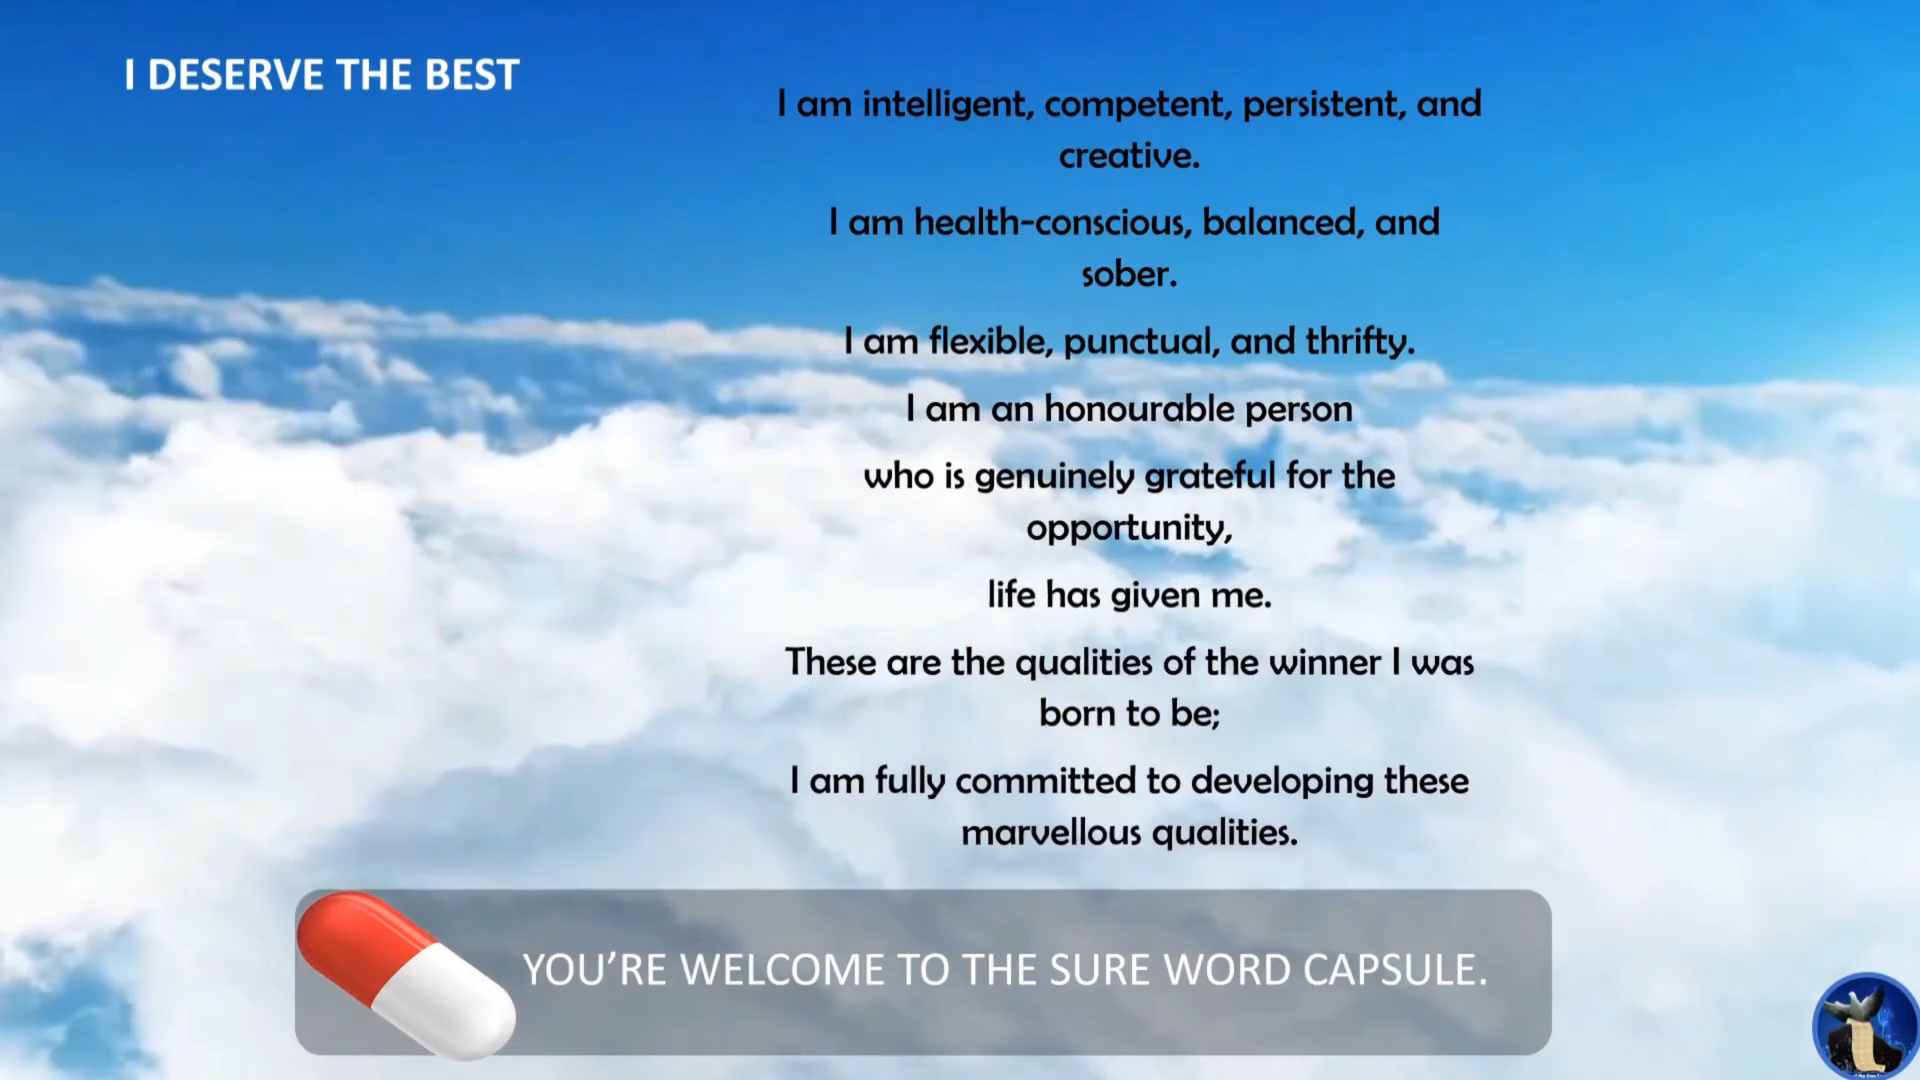 I DESERVE THE BEST
I am intelligent, competent, persistent, and
creative.
I am health-conscious, balanced, and
sober.
I am flexible, punctual, and thrifty.
I am an honourable person
who is genuinely grateful for the
opportunity,
life has given me.
These are the qualities of the winner I was
born to be;
I am fully committed to developing these
marvellous qualities.
YOU’RE WELCOME TO THE SURE WORD CAPSULE.